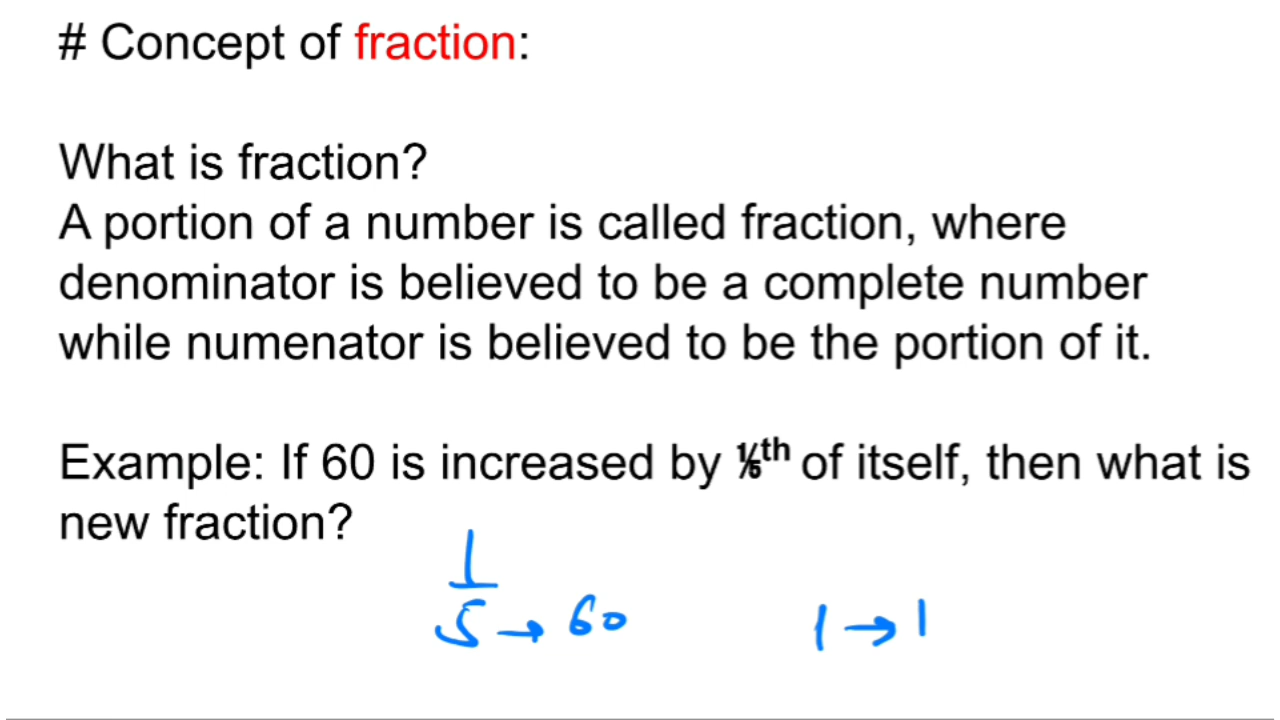 # Concept of fraction:
What is fraction?
A portion of a number is called fraction, where
denominator is believed to be a complete number
while numenator is believed to be the portion of it.
Example: If 60 is increased by ⅕th of itself, then what is
new fraction?
1
5 → 60 1 → 1